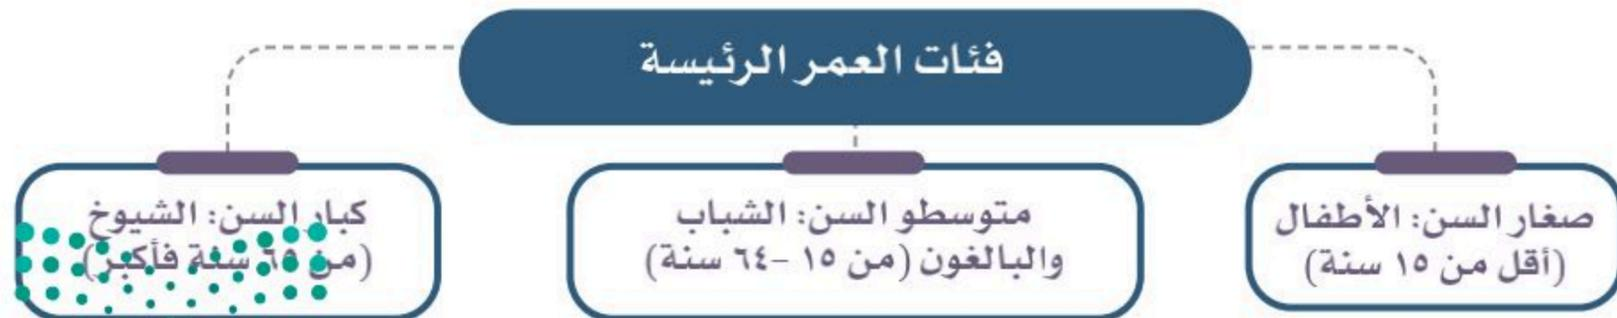 فئات العمر الرئيسة
صغار السن: الأطفال
(أقل من ١٥ سنة)
متوسطو السن: الشباب
والبالغون (من ١٥ -٦٤ سنة)
كبار السن: الشيوخ
(من ٦٥ سنة فأكبر)